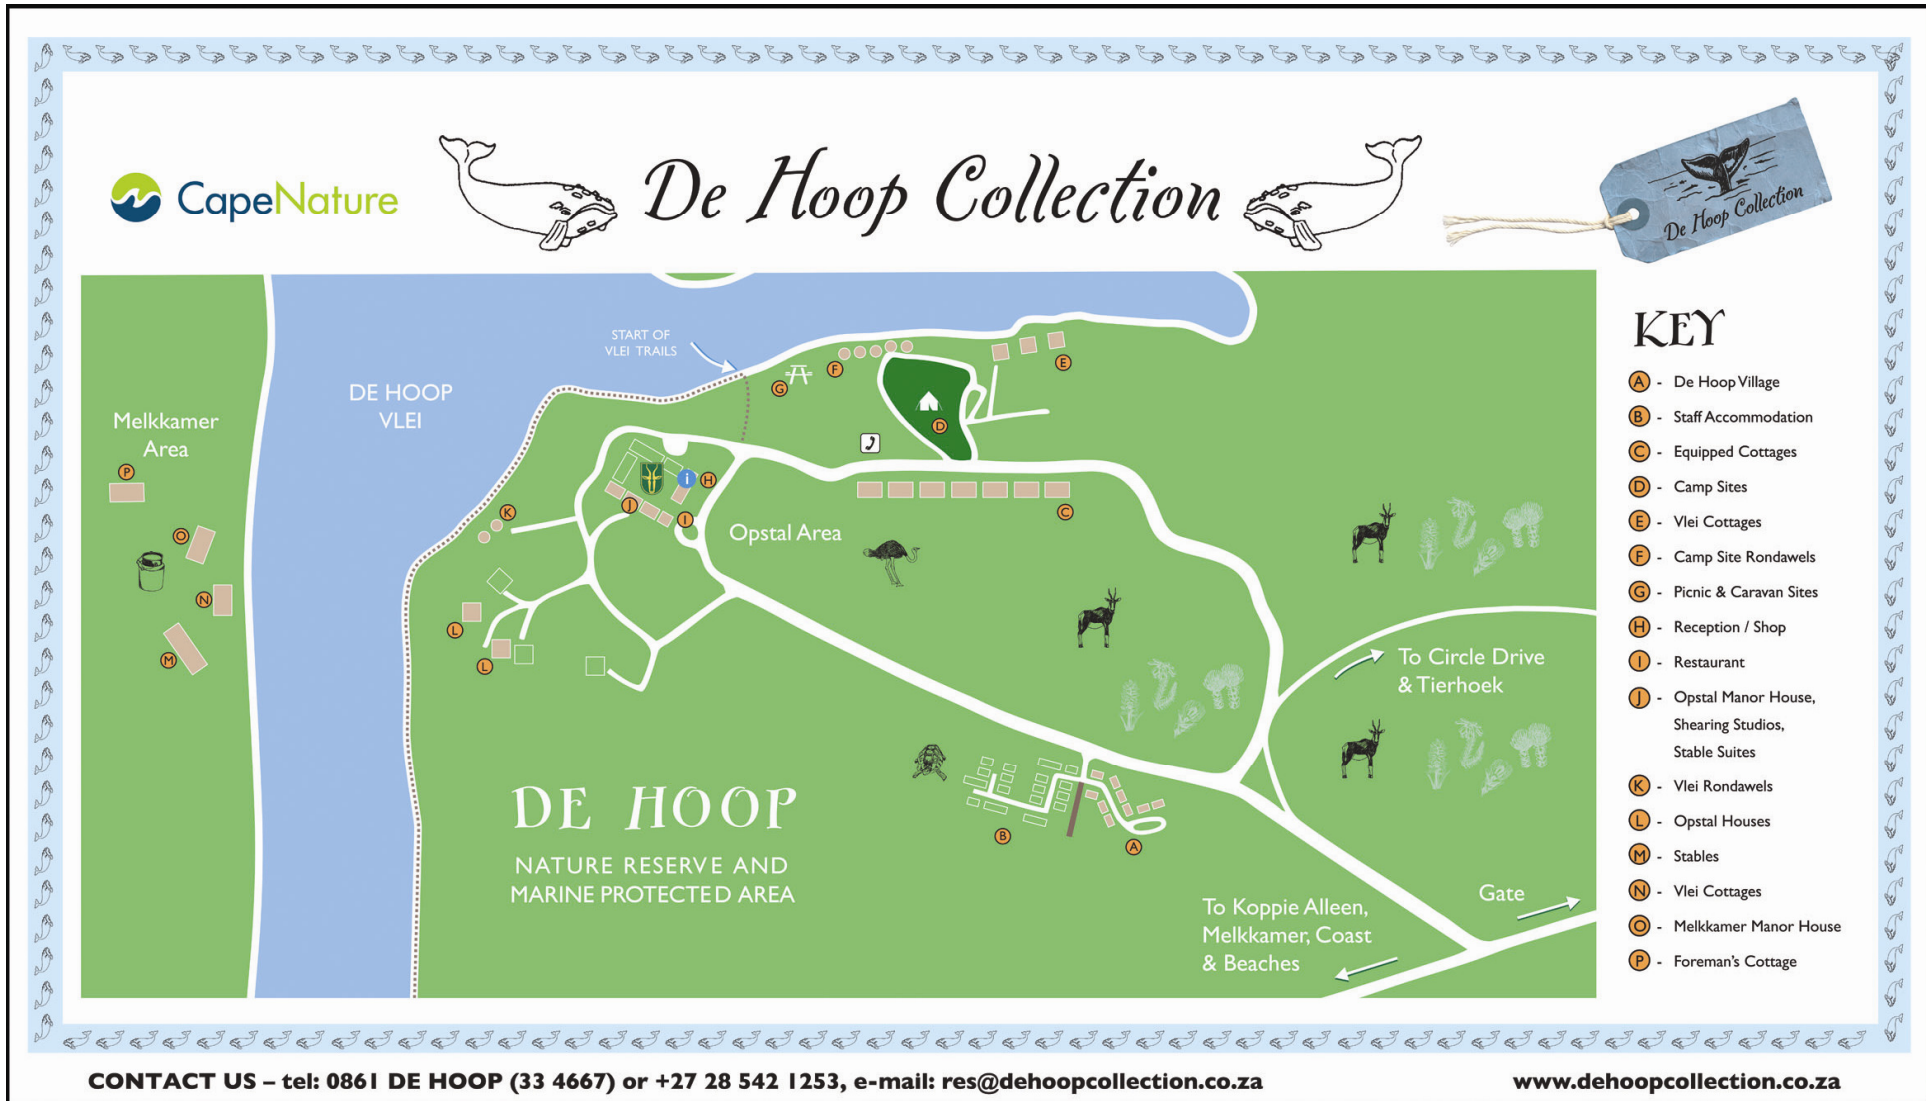 CapeNature
De Hoop Collection
De Hoop Collection
START OF
VLEI TRAILS
DE HOOP
VLEI
Melkkamer
Area
P
O
N
M
K
L
L
J
H
i
I
G
F
D
E
C
Opstal Area
B
A
To Circle Drive
& Tierhoek
DE HOOP
NATURE RESERVE AND
MARINE PROTECTED AREA
To Koppie Alleen,
Melkkamer, Coast
& Beaches
Gate
KEY
A - De Hoop Village
B - Staff Accommodation
C - Equipped Cottages
D - Camp Sites
E - Vlei Cottages
F - Camp Site Rondawels
G - Picnic & Caravan Sites
H - Reception / Shop
I - Restaurant
J - Opstal Manor House,
Shearing Studios,
Stable Suites
K - Vlei Rondawels
L - Opstal Houses
M - Stables
N - Vlei Cottages
O - Melkkamer Manor House
P - Foreman's Cottage
CONTACT US – tel: 0861 DE HOOP (33 4667) or +27 28 542 1253, e-mail: res@dehoopcollection.co.za
www.dehoopcollection.co.za